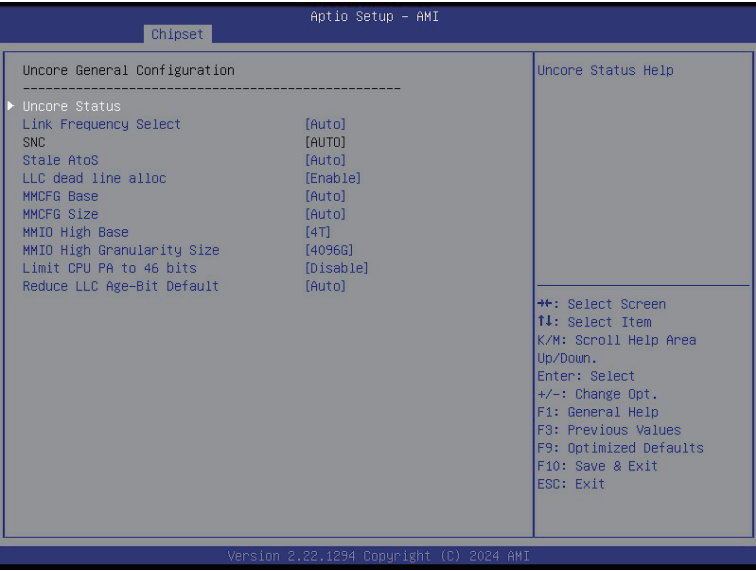 Aptio Setup – AMI
Chipset
Uncore General Configuration
--------------------------------------------------
Uncore Status
Link Frequency Select [Auto]
SNC [AUTO]
Stale AtoS [Auto]
LLC dead line alloc [Enable]
MMCFG Base [Auto]
MMCFG Size [Auto]
MMIO High Base [4T]
MMIO High Granularity Size [4096G]
Limit CPU PA to 46 bits [Disable]
Reduce LLC Age-Bit Default [Auto]
Uncore Status Help
→←: Select Screen
↑↓: Select Item
K/M: Scroll Help Area
Up/Down.
Enter: Select
+/-: Change Opt.
F1: General Help
F3: Previous Values
F9: Optimized Defaults
F10: Save & Exit
ESC: Exit
Version 2.22.1294 Copyright (C) 2024 AMI